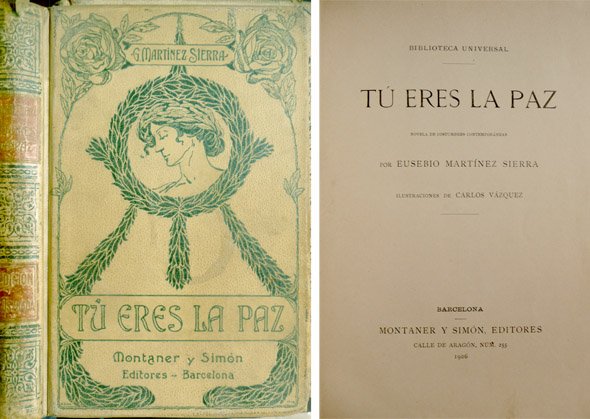 G. MARTÍNEZ SIERRA
TÚ ERES LA PAZ
Montaner y Simón
Editores - Barcelona
BIBLIOTECA UNIVERSAL
TÚ ERES LA PAZ
NOVELA DE COSTUMBRES CONTEMPORÁNEAS
POR EUSEBIO MARTÍNEZ SIERRA
ILUSTRACIONES DE CARLOS VÁZQUEZ
BARCELONA
MONTANER Y SIMÓN, EDITORES
CALLE DE ARAGÓN, NUM. 255
1906